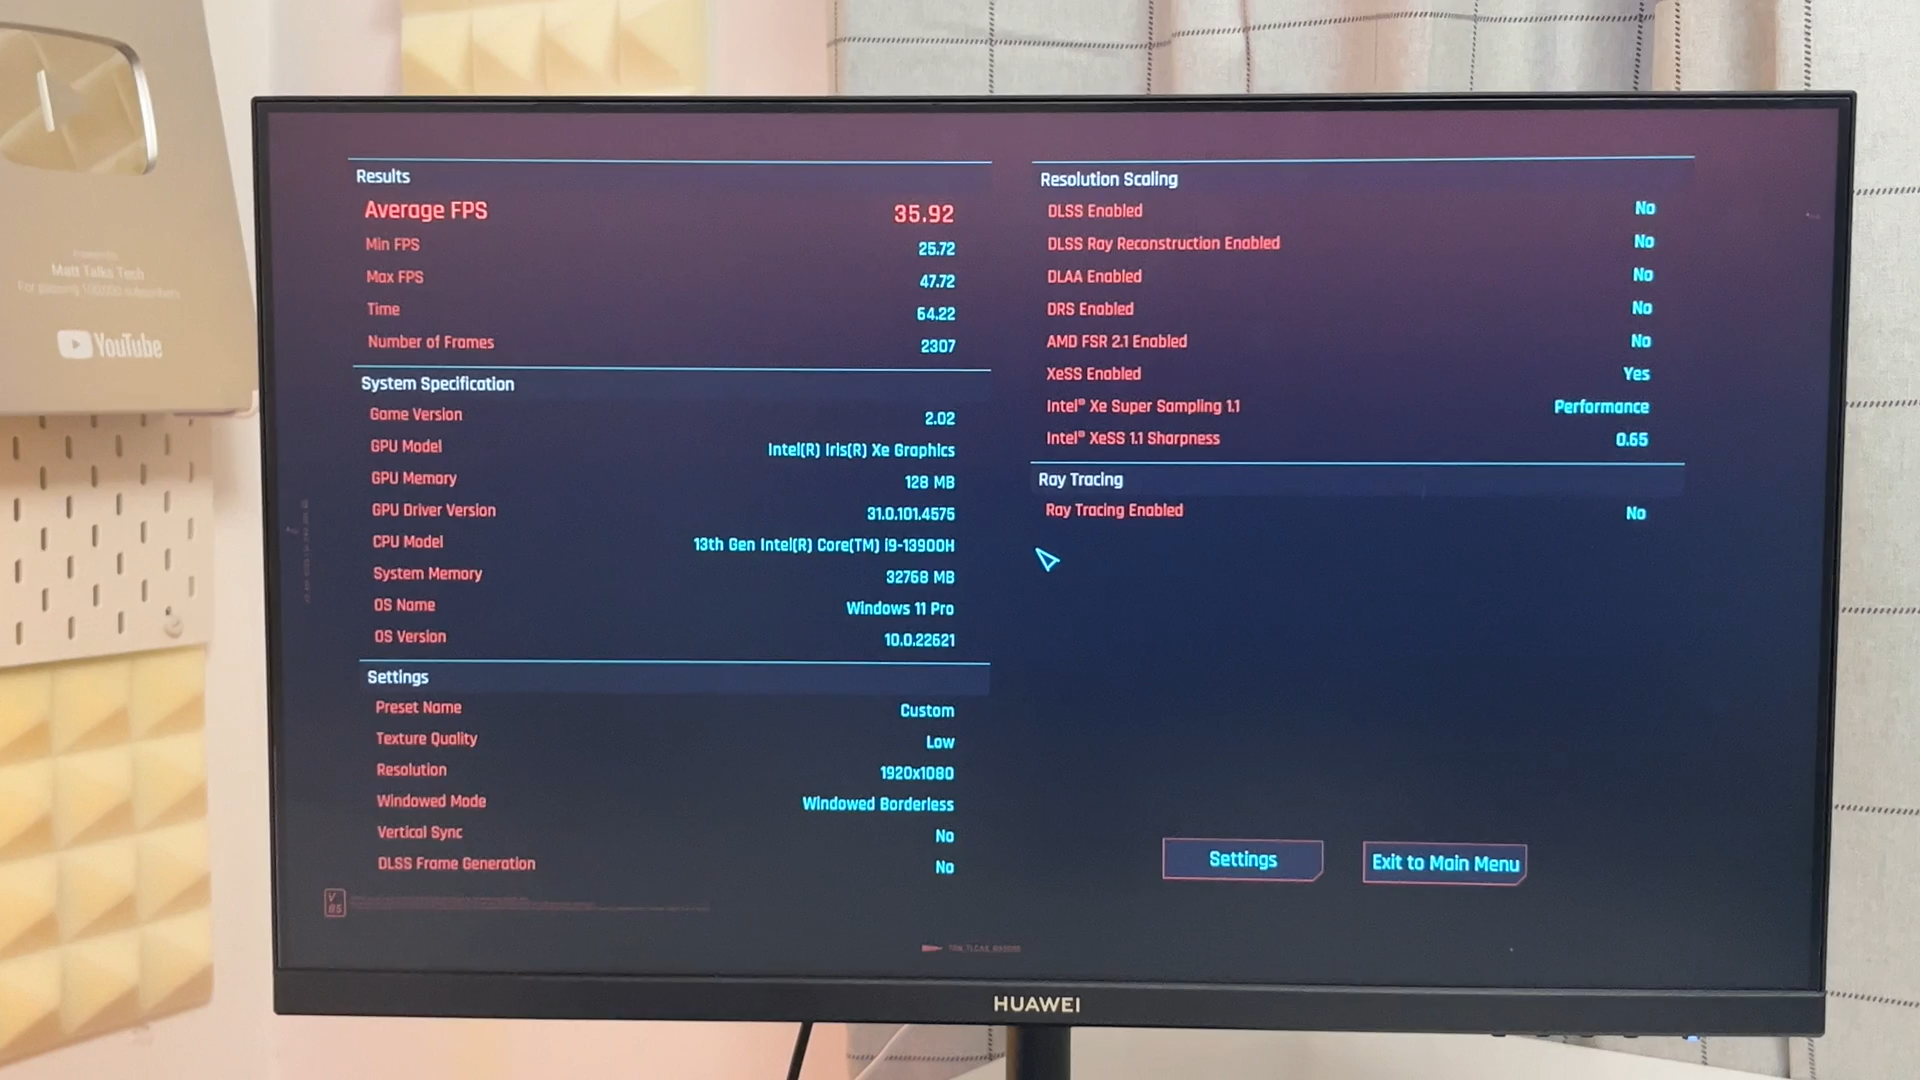 Matt Talks Tech
For passing 100,000 subscribers
YouTube
Results
Average FPS 35.92
Min FPS 25.72
Max FPS 47.72
Time 64.22
Number of Frames 2307
System Specification
Game Version 2.02
GPU Model Intel(R) Iris(R) Xe Graphics
GPU Memory 128 MB
GPU Driver Version 31.0.101.4575
CPU Model 13th Gen Intel(R) Core(TM) i9-13900H
System Memory 32768 MB
OS Name Windows 11 Pro
OS Version 10.0.22621
Settings
Preset Name Custom
Texture Quality Low
Resolution 1920x1080
Windowed Mode Windowed Borderless
Vertical Sync No
DLSS Frame Generation No
V
85
Resolution Scaling
DLSS Enabled No
DLSS Ray Reconstruction Enabled No
DLAA Enabled No
DRS Enabled No
AMD FSR 2.1 Enabled No
XeSS Enabled Yes
Intel® Xe Super Sampling 1.1 Performance
Intel® XeSS 1.1 Sharpness 0.65
Ray Tracing
Ray Tracing Enabled No
Settings
Exit to Main Menu
HUAWEI